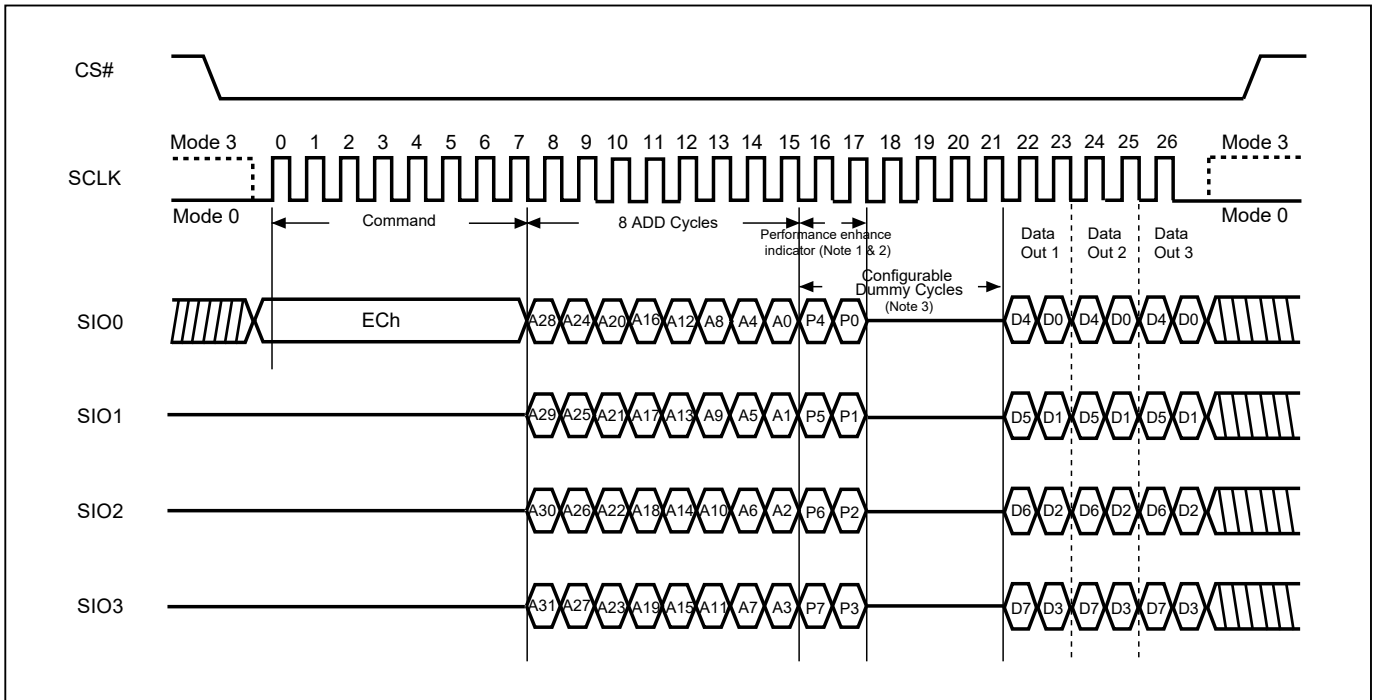 CS#
Mode 3
0 1 2 3 4 5 6 7 8 9 10 11 12 13 14 15 16 17 18 19 20 21 22 23 24 25 26
Mode 3
SCLK
Mode 0
Mode 0
Command
8 ADD Cycles
Performance enhance
indicator (Note 1 & 2)
Data
Out 1
Data
Out 2
Data
Out 3
Configurable
Dummy Cycles
(Note 3)
SIO0
ECh
A28 A24 A20 A16 A12 A8 A4 A0 P4 P0 D4 D0 D4 D0 D4 D0
SIO1
A29 A25 A21 A17 A13 A9 A5 A1 P5 P1 D5 D1 D5 D1 D5 D1
SIO2
A30 A26 A22 A18 A14 A10 A6 A2 P6 P2 D6 D2 D6 D2 D6 D2
SIO3
A31 A27 A23 A19 A15 A11 A7 A3 P7 P3 D7 D3 D7 D3 D7 D3